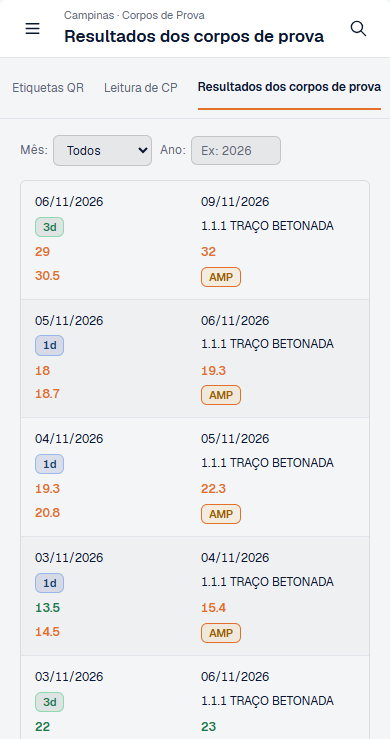 Campinas · Corpos de Prova
Resultados dos corpos de prova
Etiquetas QR Leitura de CP Resultados dos corpos de prova
Mês: Todos Ano: Ex: 2026
06/11/2026 09/11/2026
3d 1.1.1 TRAÇO BETONADA
29 32
30.5 AMP
05/11/2026 06/11/2026
1d 1.1.1 TRAÇO BETONADA
18 19.3
18.7 AMP
04/11/2026 05/11/2026
1d 1.1.1 TRAÇO BETONADA
19.3 22.3
20.8 AMP
03/11/2026 04/11/2026
1d 1.1.1 TRAÇO BETONADA
13.5 15.4
14.5 AMP
03/11/2026 06/11/2026
3d 1.1.1 TRAÇO BETONADA
22 23